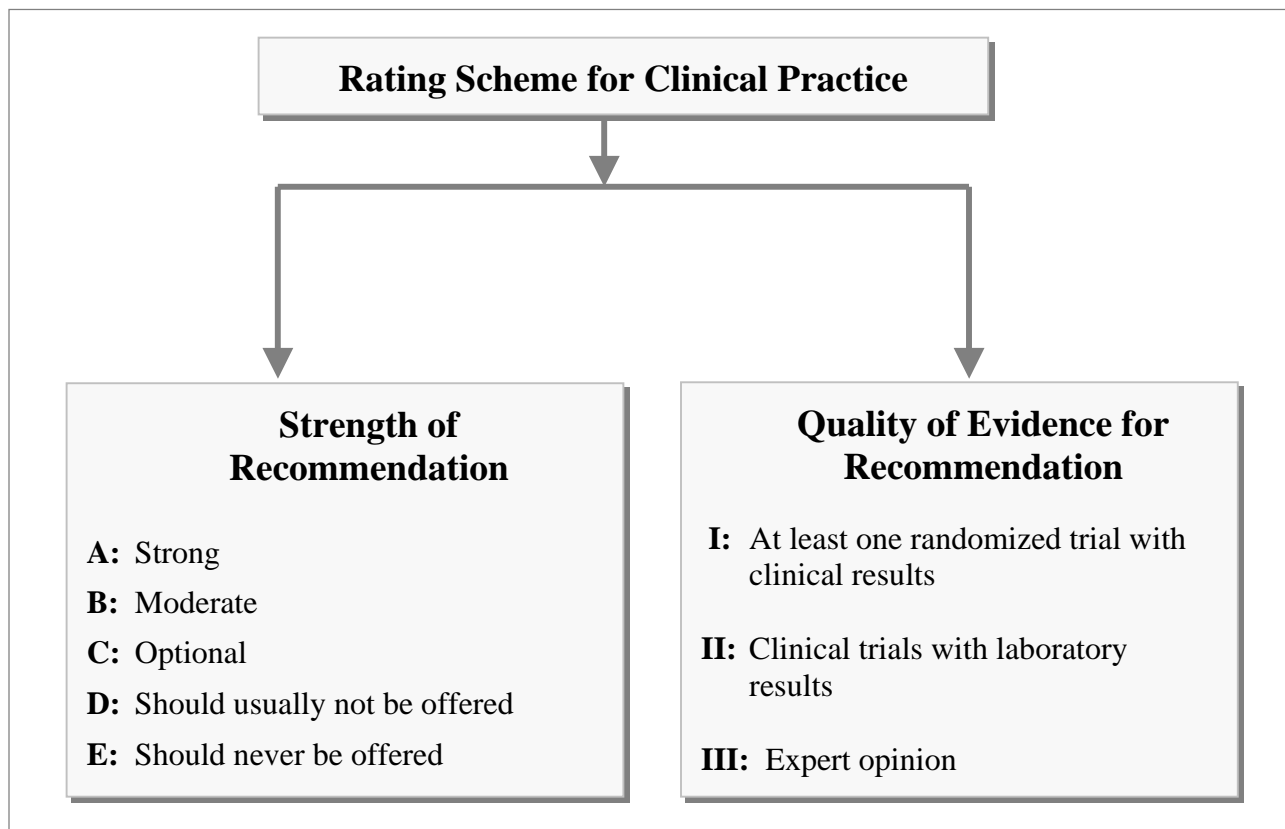 Rating Scheme for Clinical Practice
Strength of
Recommendation
A: Strong
B: Moderate
C: Optional
D: Should usually not be offered
E: Should never be offered
Quality of Evidence for
Recommendation
I: At least one randomized trial with
clinical results
II: Clinical trials with laboratory
results
III: Expert opinion